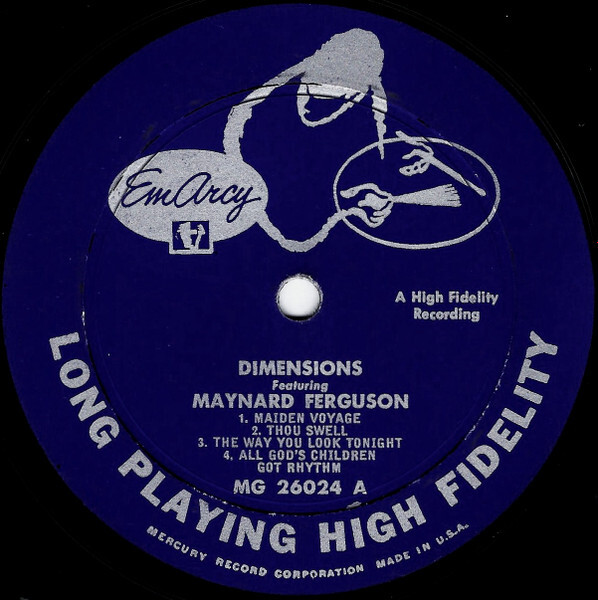 EmArcy
A High Fidelity
Recording
DIMENSIONS
Featuring
MAYNARD FERGUSON
1. MAIDEN VOYAGE
2. THOU SWELL
3. THE WAY YOU LOOK TONIGHT
4. ALL GOD'S CHILDREN
GOT RHYTHM
MG 26024 A
LONG PLAYING HIGH FIDELITY
MERCURY RECORD CORPORATION MADE IN U.S.A.